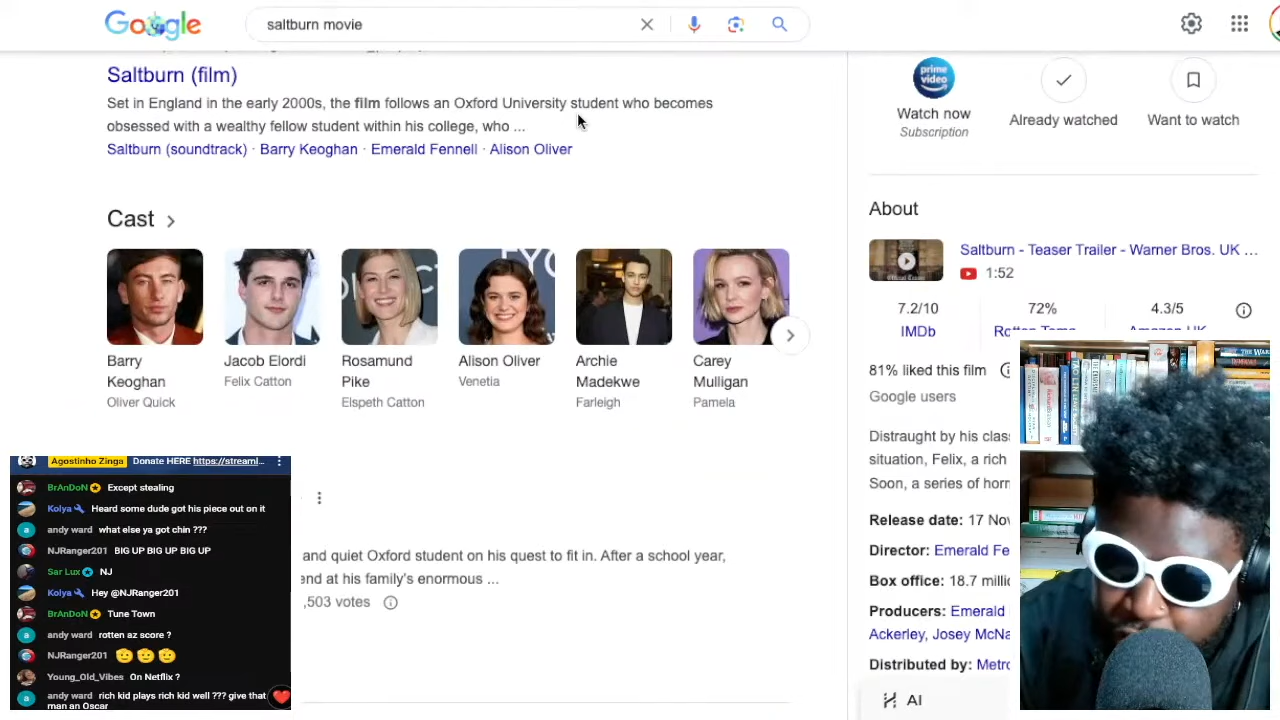 Google
saltburn movie
Saltburn (film)
Set in England in the early 2000s, the film follows an Oxford University student who becomes
obsessed with a wealthy fellow student within his college, who ...
Saltburn (soundtrack) · Barry Keoghan · Emerald Fennell · Alison Oliver
Cast
Barry
Keoghan
Oliver Quick
Jacob Elordi
Felix Catton
Rosamund
Pike
Elspeth Catton
Alison Oliver
Venetia
Archie
Madekwe
Farleigh
Carey
Mulligan
Pamela
and quiet Oxford student on his quest to fit in. After a school year,
end at his family's enormous ...
,503 votes
prime
video
Watch now
Subscription
Already watched
Want to watch
About
Saltburn - Teaser Trailer - Warner Bros. UK ...
1:52
7.2/10
IMDb
72%
Rotten Toma
4.3/5
Amazon UK
81% liked this film
Google users
Distraught by his clas
situation, Felix, a rich
Soon, a series of horr
Release date: 17 Nov
Director: Emerald Fe
Box office: 18.7 milli
Producers: Emerald
Ackerley, Josey McNa
Distributed by: Metro
AI
Agostinho Zinga Donate HERE https://streaml...
BrAnDoN Except stealing
Kolya Heard some dude got his piece out on it
andy ward what else ya got chin ???
NJRanger201 BIG UP BIG UP BIG UP
Sar Lux NJ
Kolya Hey @NJRanger201
BrAnDoN Tune Town
andy ward rotten az score ?
NJRanger201
Young_Old_Vibes On Netflix ?
andy ward rich kid plays rich kid well ??? give that
man an Oscar